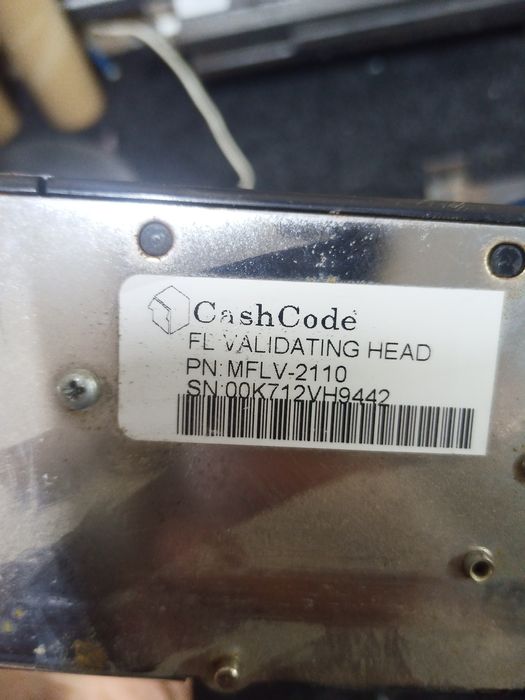 CashCode
FL VALIDATING HEAD
PN:MFLV-2110
SN:00K712VH9442